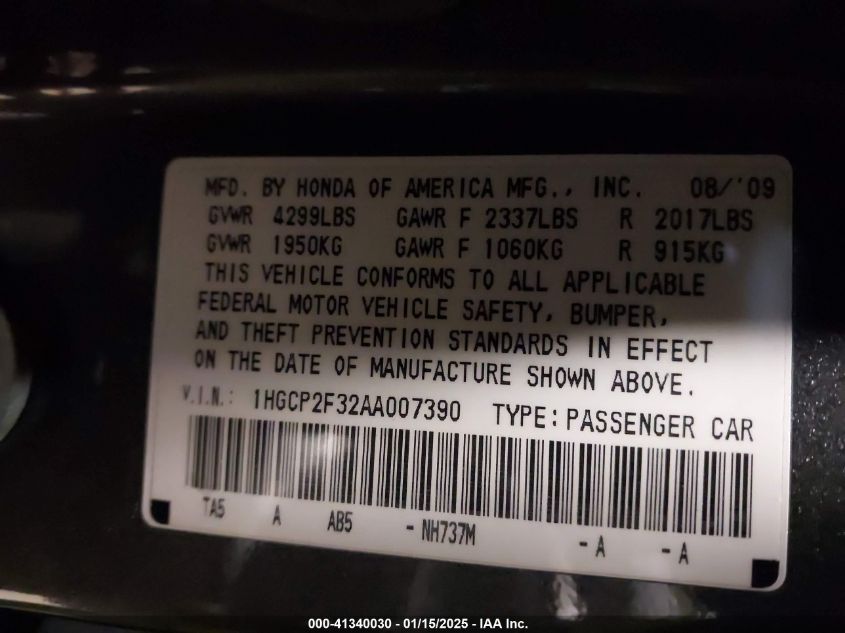 MFD. BY HONDA OF AMERICA MFG., INC. 08/'09
GVWR 4299LBS GAWR F 2337LBS R 2017LBS
GVWR 1950KG GAWR F 1060KG R 915KG
THIS VEHICLE CONFORMS TO ALL APPLICABLE
FEDERAL MOTOR VEHICLE SAFETY, BUMPER,
AND THEFT PREVENTION STANDARDS IN EFFECT
ON THE DATE OF MANUFACTURE SHOWN ABOVE.
V.I.N.: 1HGCP2F32AA007390 TYPE: PASSENGER CAR
TA5 A AB5 - NH737M - A - A
000-41340030 - 01/15/2025 - IAA Inc.